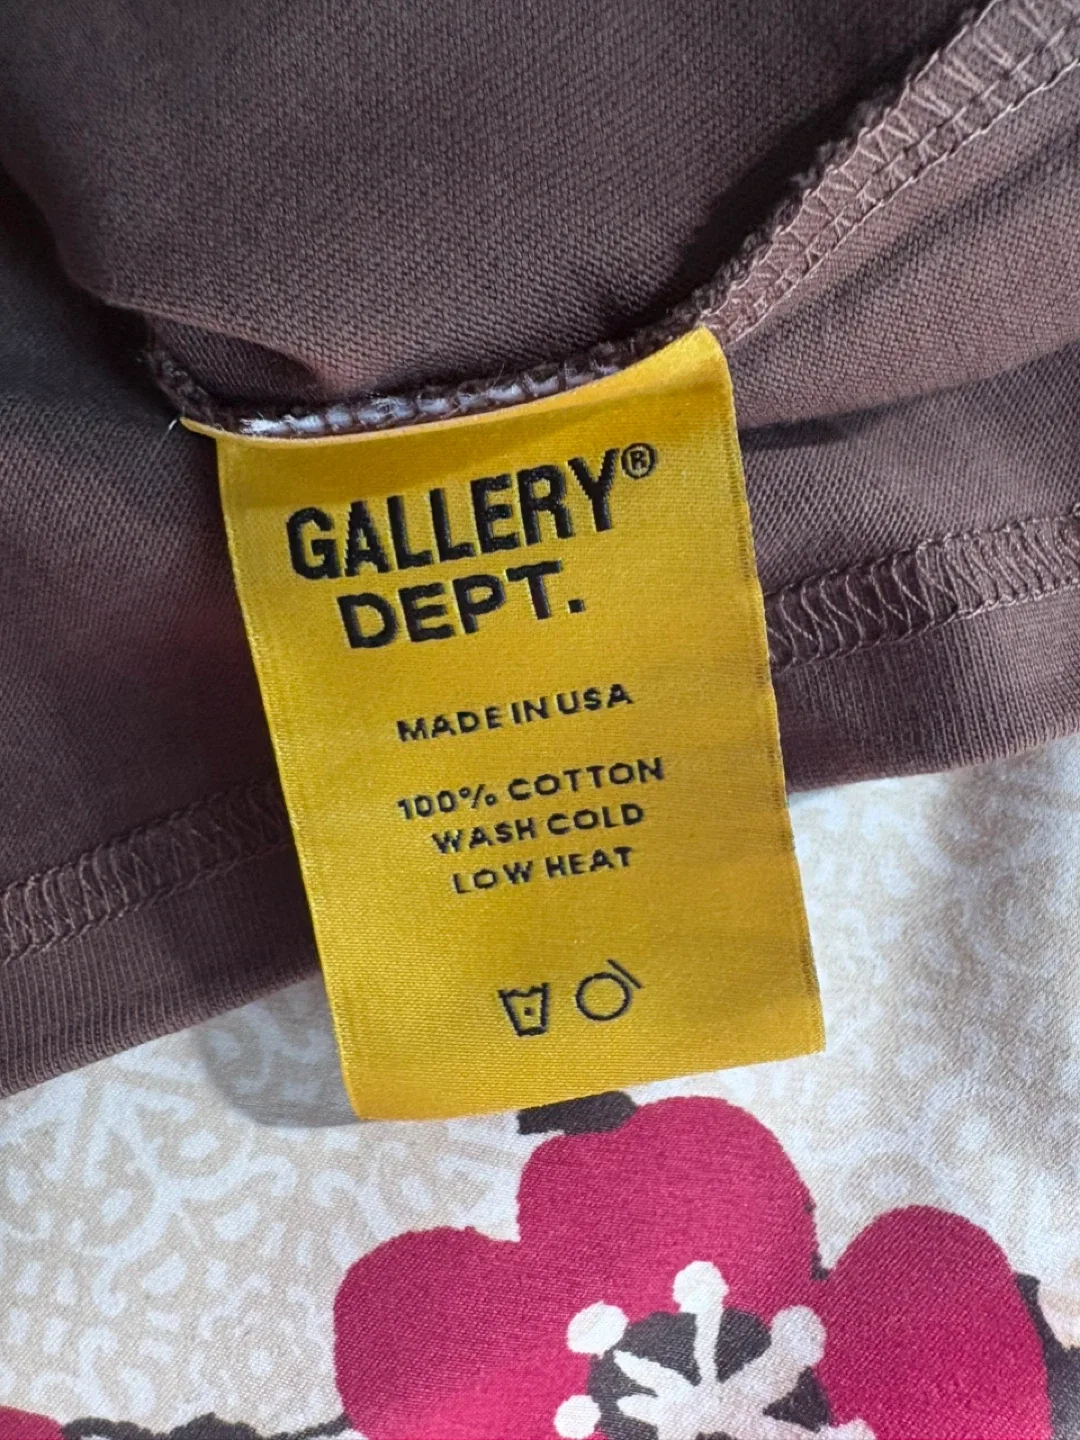 GALLERY®
DEPT.
MADE IN USA
100% COTTON
WASH COLD
LOW HEAT